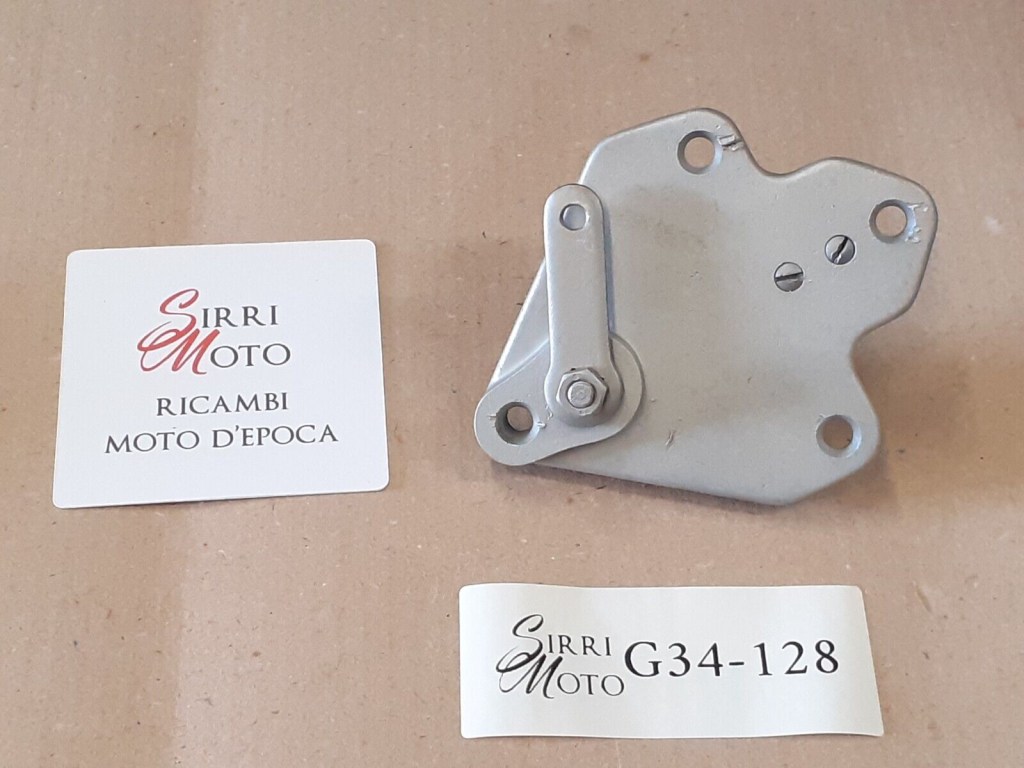 SIRRI
MOTO
RICAMBI
MOTO D'EPOCA
SIRRI
MOTO G34-128